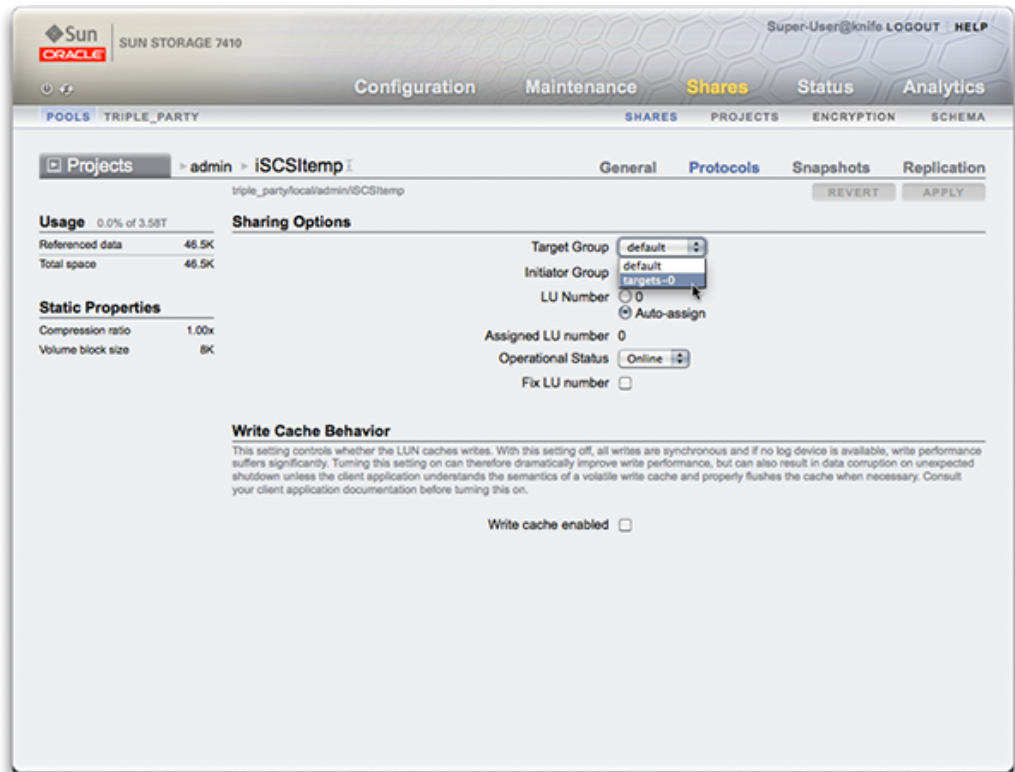 Sun
ORACLE
SUN STORAGE 7410
Super-User@knife LOGOUT HELP
Configuration Maintenance Shares Status Analytics
POOLS TRIPLE_PARTY SHARES PROJECTS ENCRYPTION SCHEMA
Projects admin iSCSItemp General Protocols Snapshots Replication
triple_party/local/admin/iSCSItemp REVERT APPLY
Usage 0.0% of 3.58T
Referenced data 46.5K
Total space 46.5K
Static Properties
Compression ratio 1.00x
Volume block size 8K
Sharing Options
Target Group default
default
targets-0
Initiator Group
LU Number 0
Auto-assign
Assigned LU number 0
Operational Status Online
Fix LU number
Write Cache Behavior
This setting controls whether the LUN caches writes. With this setting off, all writes are synchronous and if no log device is available, write performance
suffers significantly. Turning this setting on can therefore dramatically improve write performance, but can also result in data corruption on unexpected
shutdown unless the client application understands the semantics of a volatile write cache and properly flushes the cache when necessary. Consult
your client application documentation before turning this on.
Write cache enabled